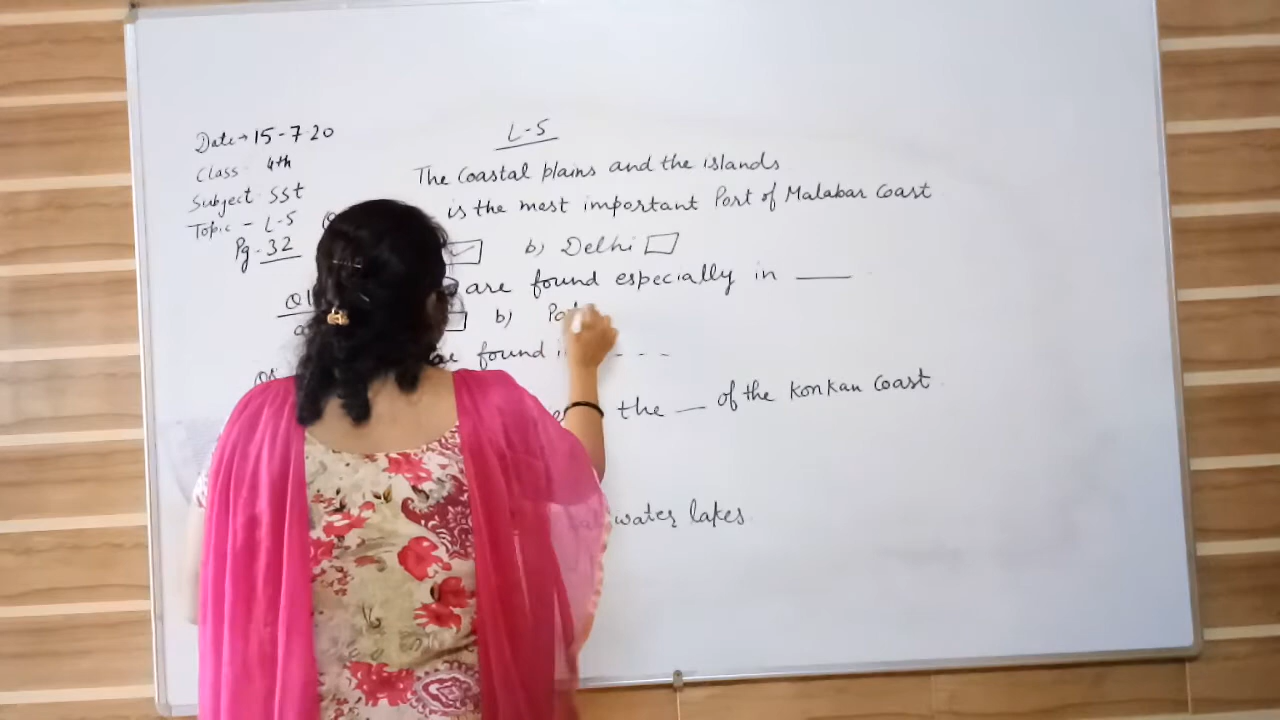 Date → 15-7-20
Class- 4th
Subject- SSt
Topic - L-5
Pg-32
L-5
The Coastal plains and the islands
is the most important Port of Malabar Coast
b) Delhi
are found especially in ____
b)
found
the __ of the Konkan Coast
water lakes